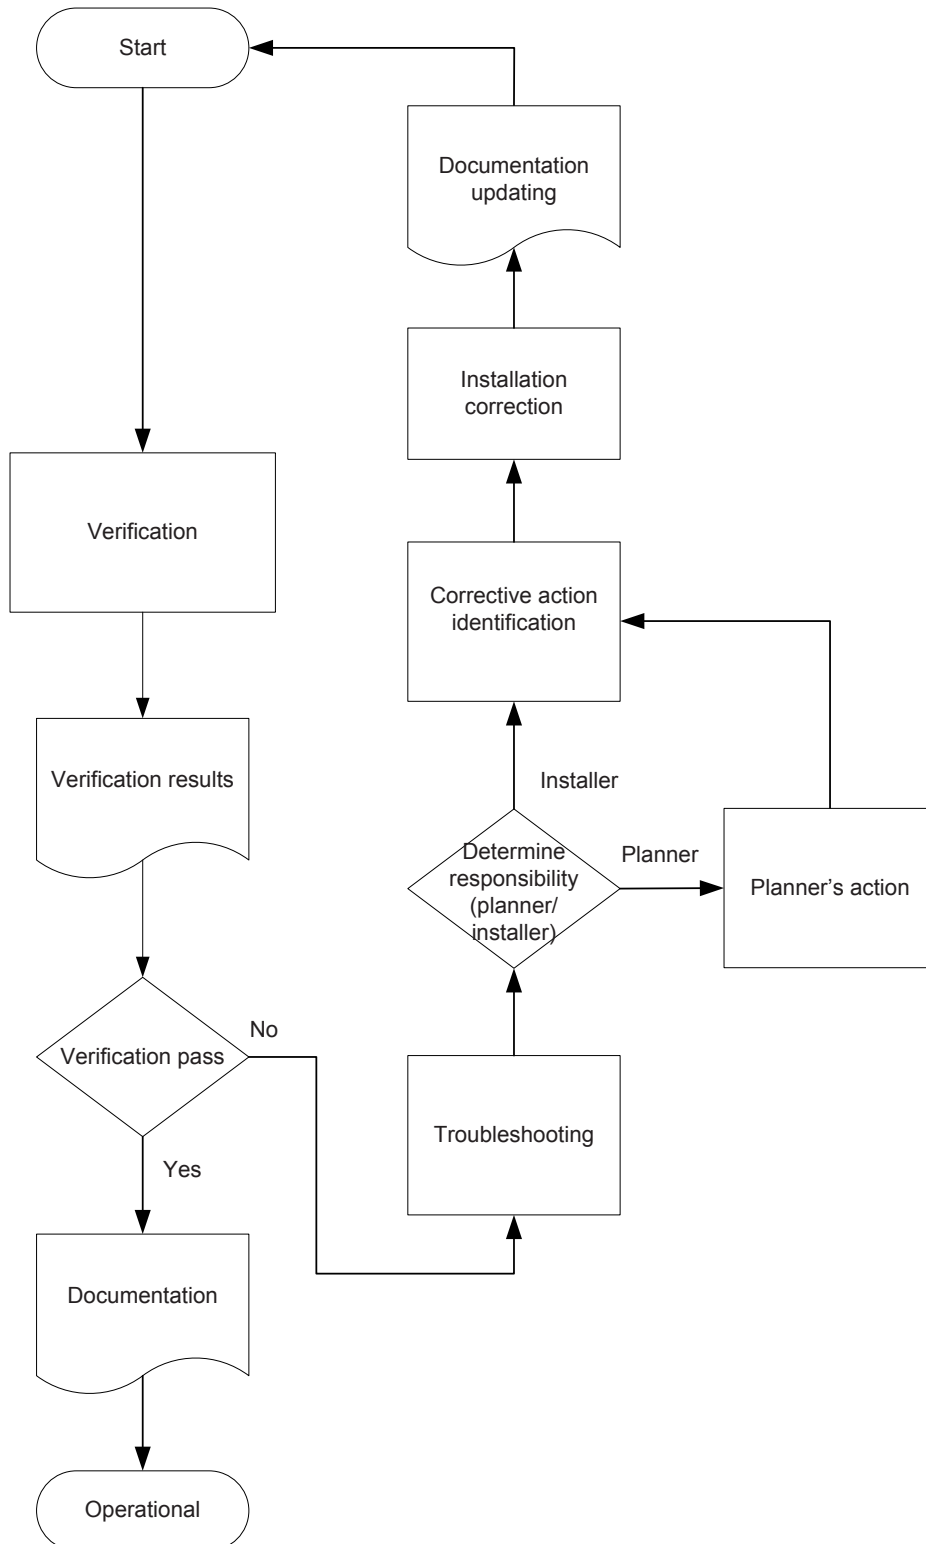 Start
Documentation
updating
Installation
correction
Verification
Corrective action
identification
Verification results
Installer
Determine
responsibility
(planner/
installer)
Planner
Planner’s action
No
Verification pass
Troubleshooting
Yes
Documentation
Operational